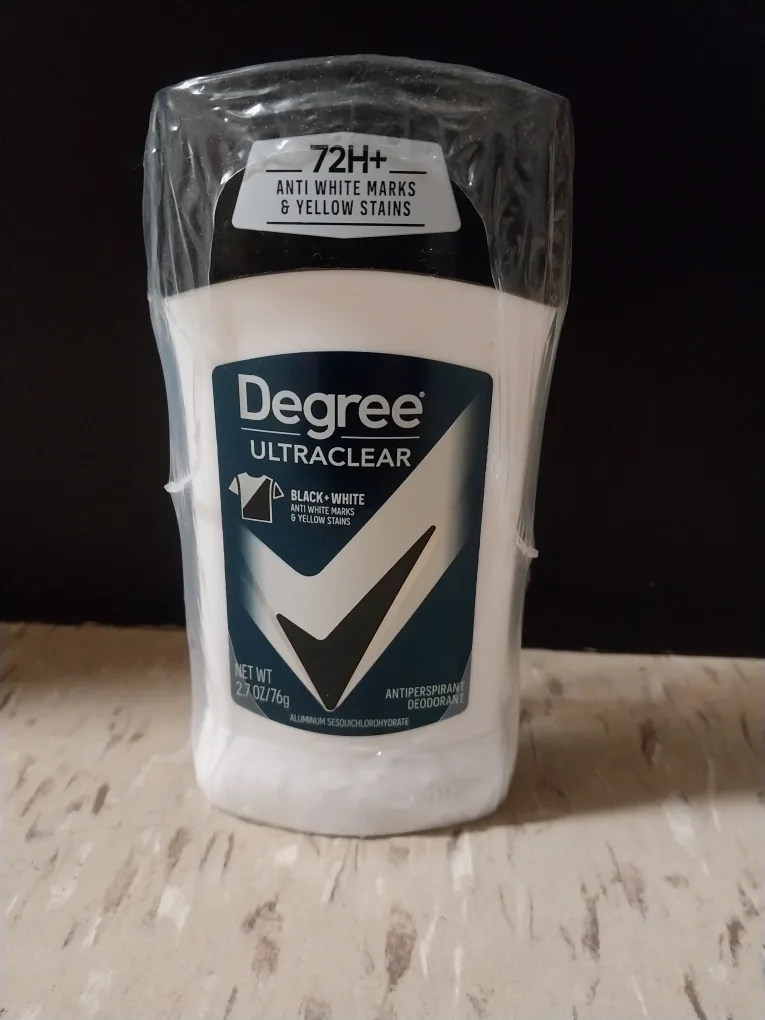 72H+
ANTI WHITE MARKS
& YELLOW STAINS
Degree®
ULTRACLEAR
BLACK+WHITE
ANTI WHITE MARKS
& YELLOW STAINS
NET WT
2.7 OZ/76g
ANTIPERSPIRANT
DEODORANT
ALUMINUM SESQUICHLOROHYDRATE